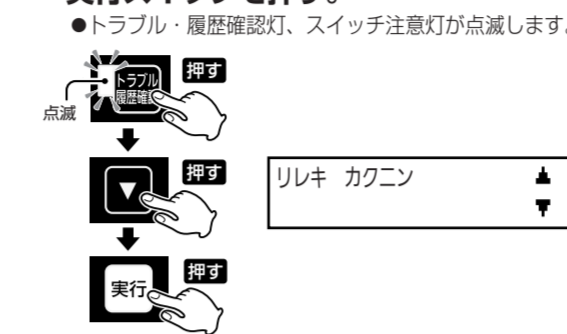 実行スイッチを押す。
●トラブル・履歴確認灯、スイッチ注意灯が点滅します。
トラブル
履歴確認
押す
点滅
▼
押す
リレキ カクニン
実行
押す